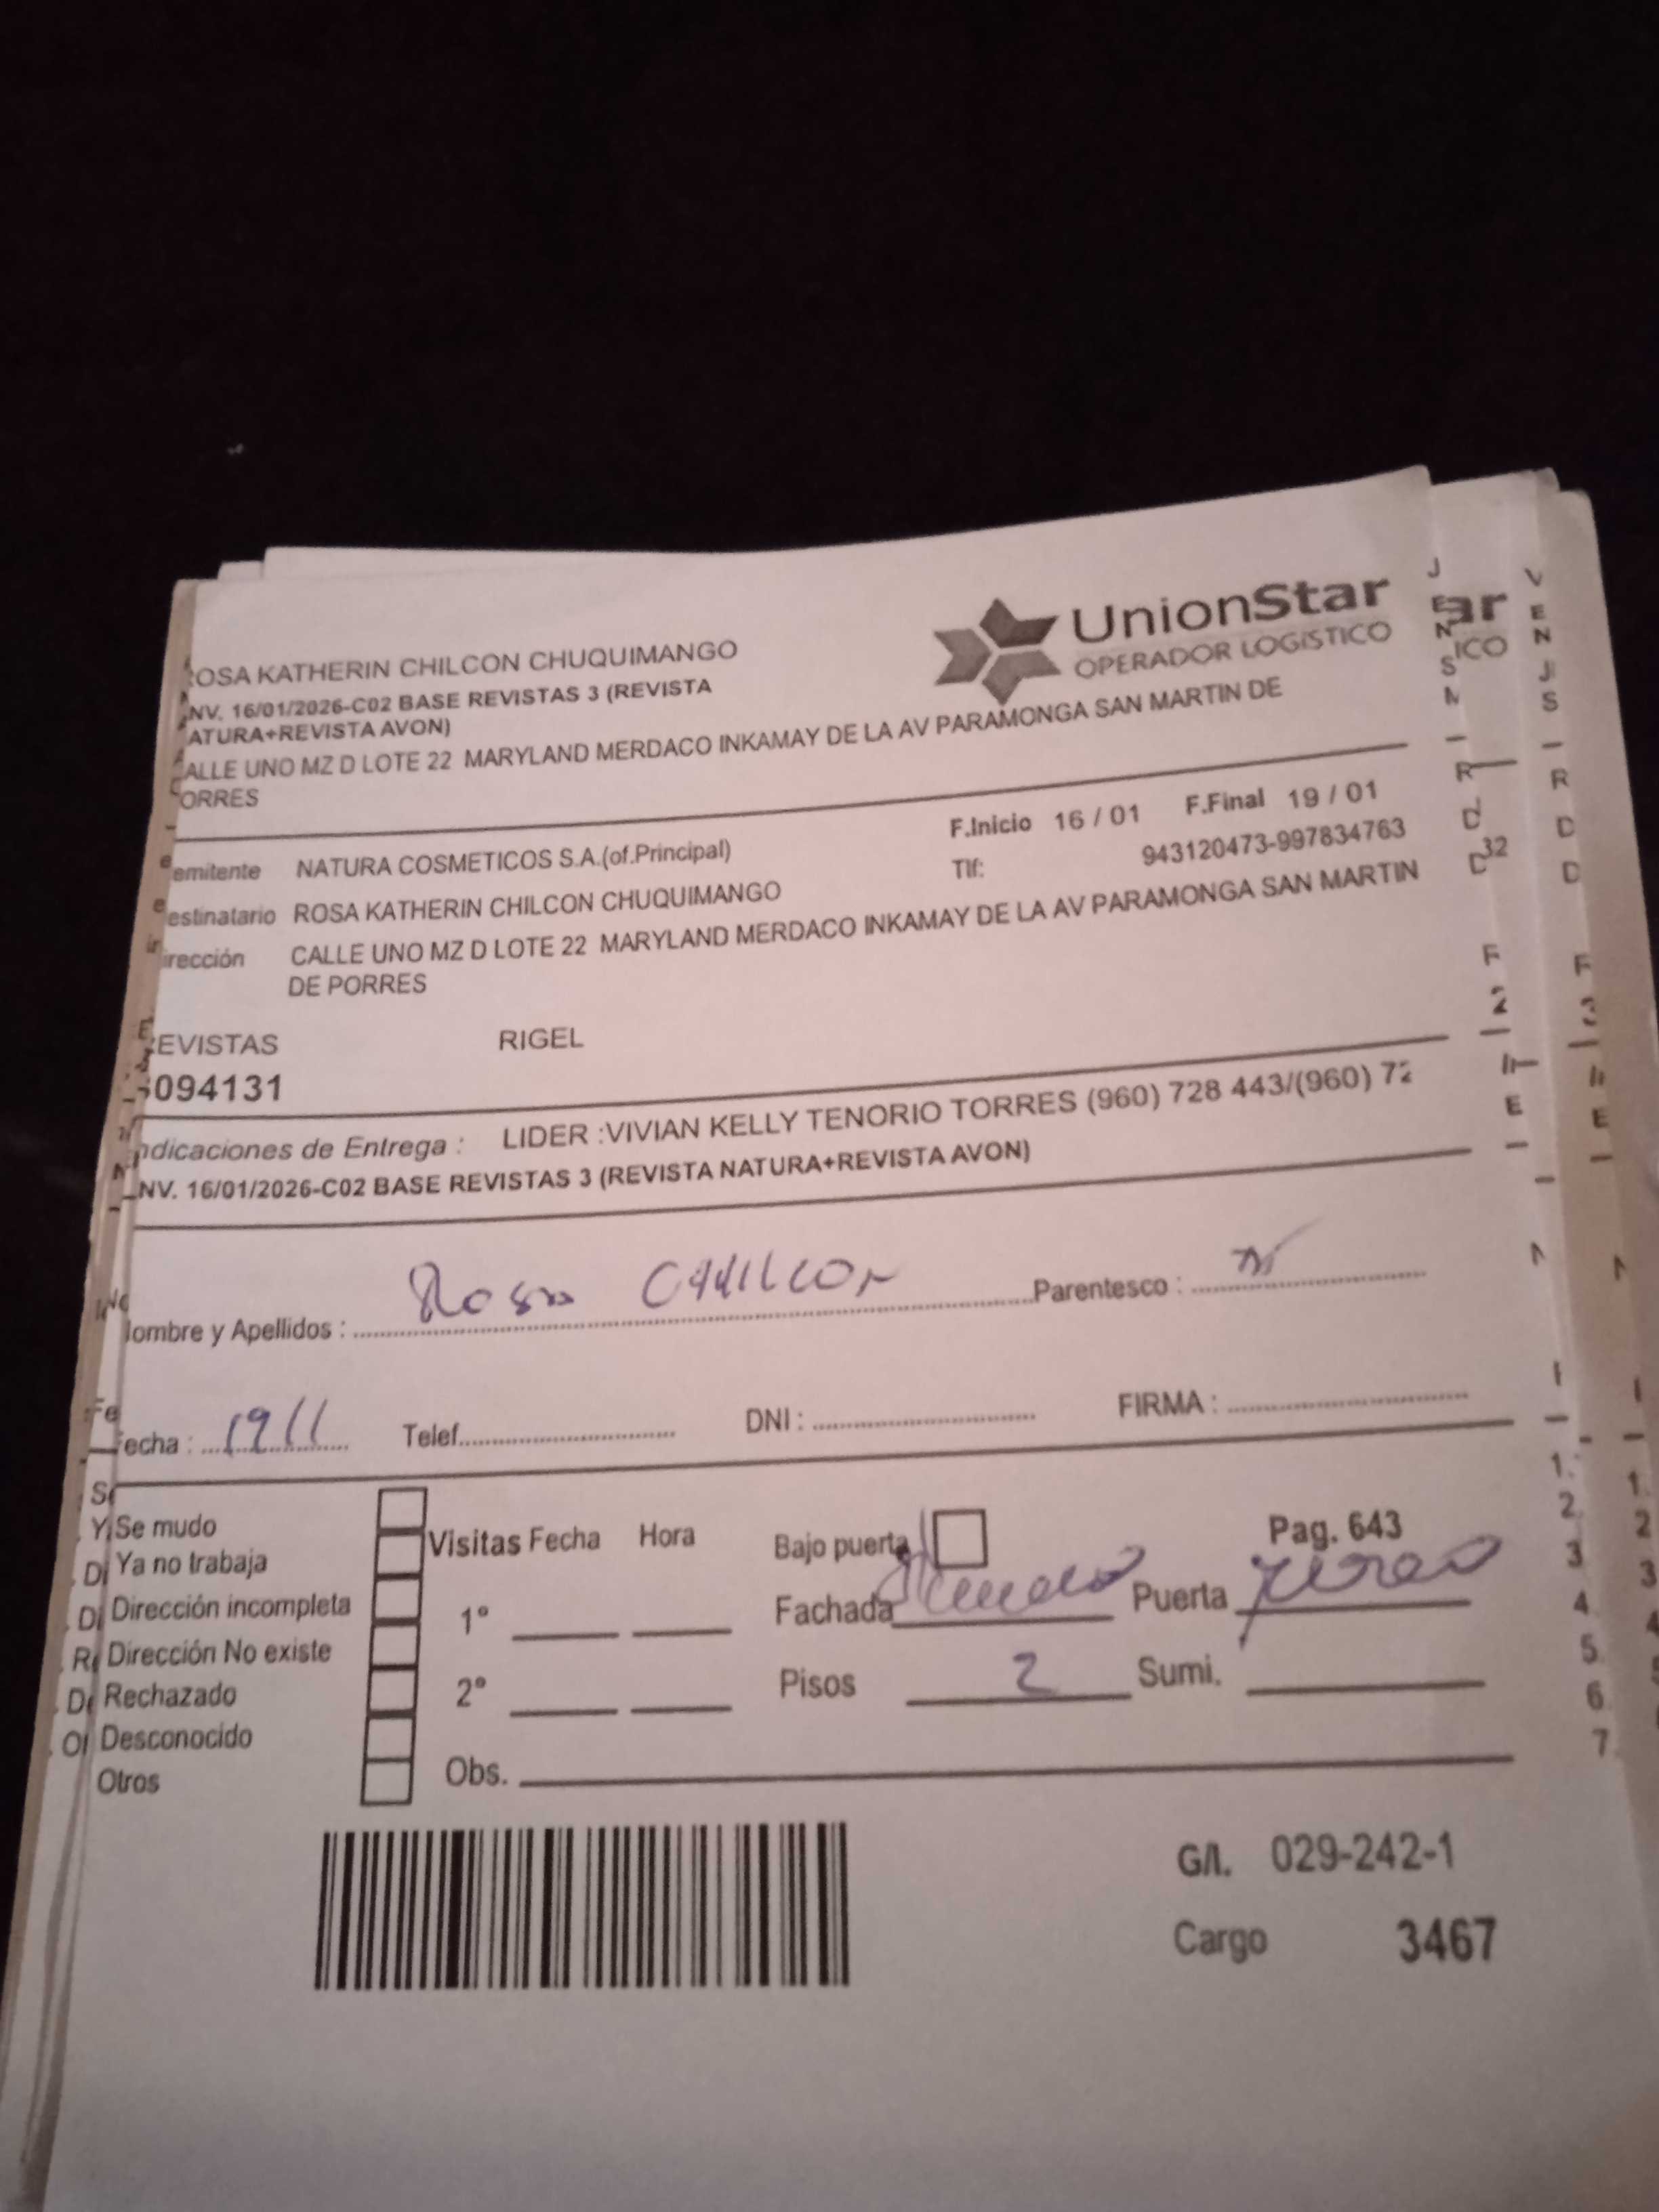 UnionStar
OPERADOR LOGISTICO
OSA KATHERIN CHILCON CHUQUIMANGO
NV. 16/01/2026-C02 BASE REVISTAS 3 (REVISTA
ATURA+REVISTA AVON)
ALLE UNO MZ D LOTE 22 MARYLAND MERDACO INKAMAY DE LA AV PARAMONGA SAN MARTIN DE
ORRES
F.Inicio 16 / 01 F.Final 19 / 01
emitente NATURA COSMETICOS S.A.(of.Principal)
Tlf: 943120473-997834763
estinatario ROSA KATHERIN CHILCON CHUQUIMANGO
irección CALLE UNO MZ D LOTE 22 MARYLAND MERDACO INKAMAY DE LA AV PARAMONGA SAN MARTIN
DE PORRES
EVISTAS RIGEL
094131
ndicaciones de Entrega : LIDER :VIVIAN KELLY TENORIO TORRES (960) 728 443/(960) 72
NV. 16/01/2026-C02 BASE REVISTAS 3 (REVISTA NATURA+REVISTA AVON)
ombre y Apellidos : Rosa CHILCON Parentesco :
echa : 19/1 Telef. DNI : FIRMA :
Se mudo
Ya no trabaja
Dirección incompleta
Dirección No existe
Rechazado
Desconocido
Otros
Visitas Fecha Hora
1°
2°
Obs.
Bajo puerta Pag. 643
Fachada Puerta
Pisos 2 Sumi.
G/l. 029-242-1
Cargo 3467